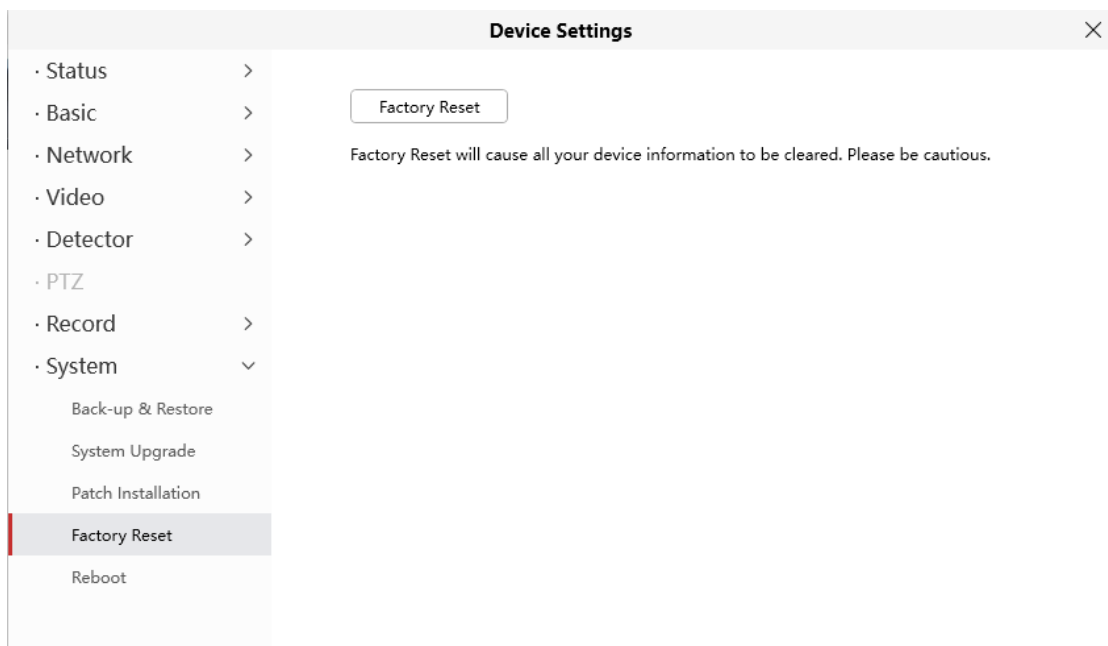 Device Settings
· Status
· Basic
· Network
· Video
· Detector
· PTZ
· Record
· System
Back-up & Restore
System Upgrade
Patch Installation
Factory Reset
Reboot
Factory Reset
Factory Reset will cause all your device information to be cleared. Please be cautious.